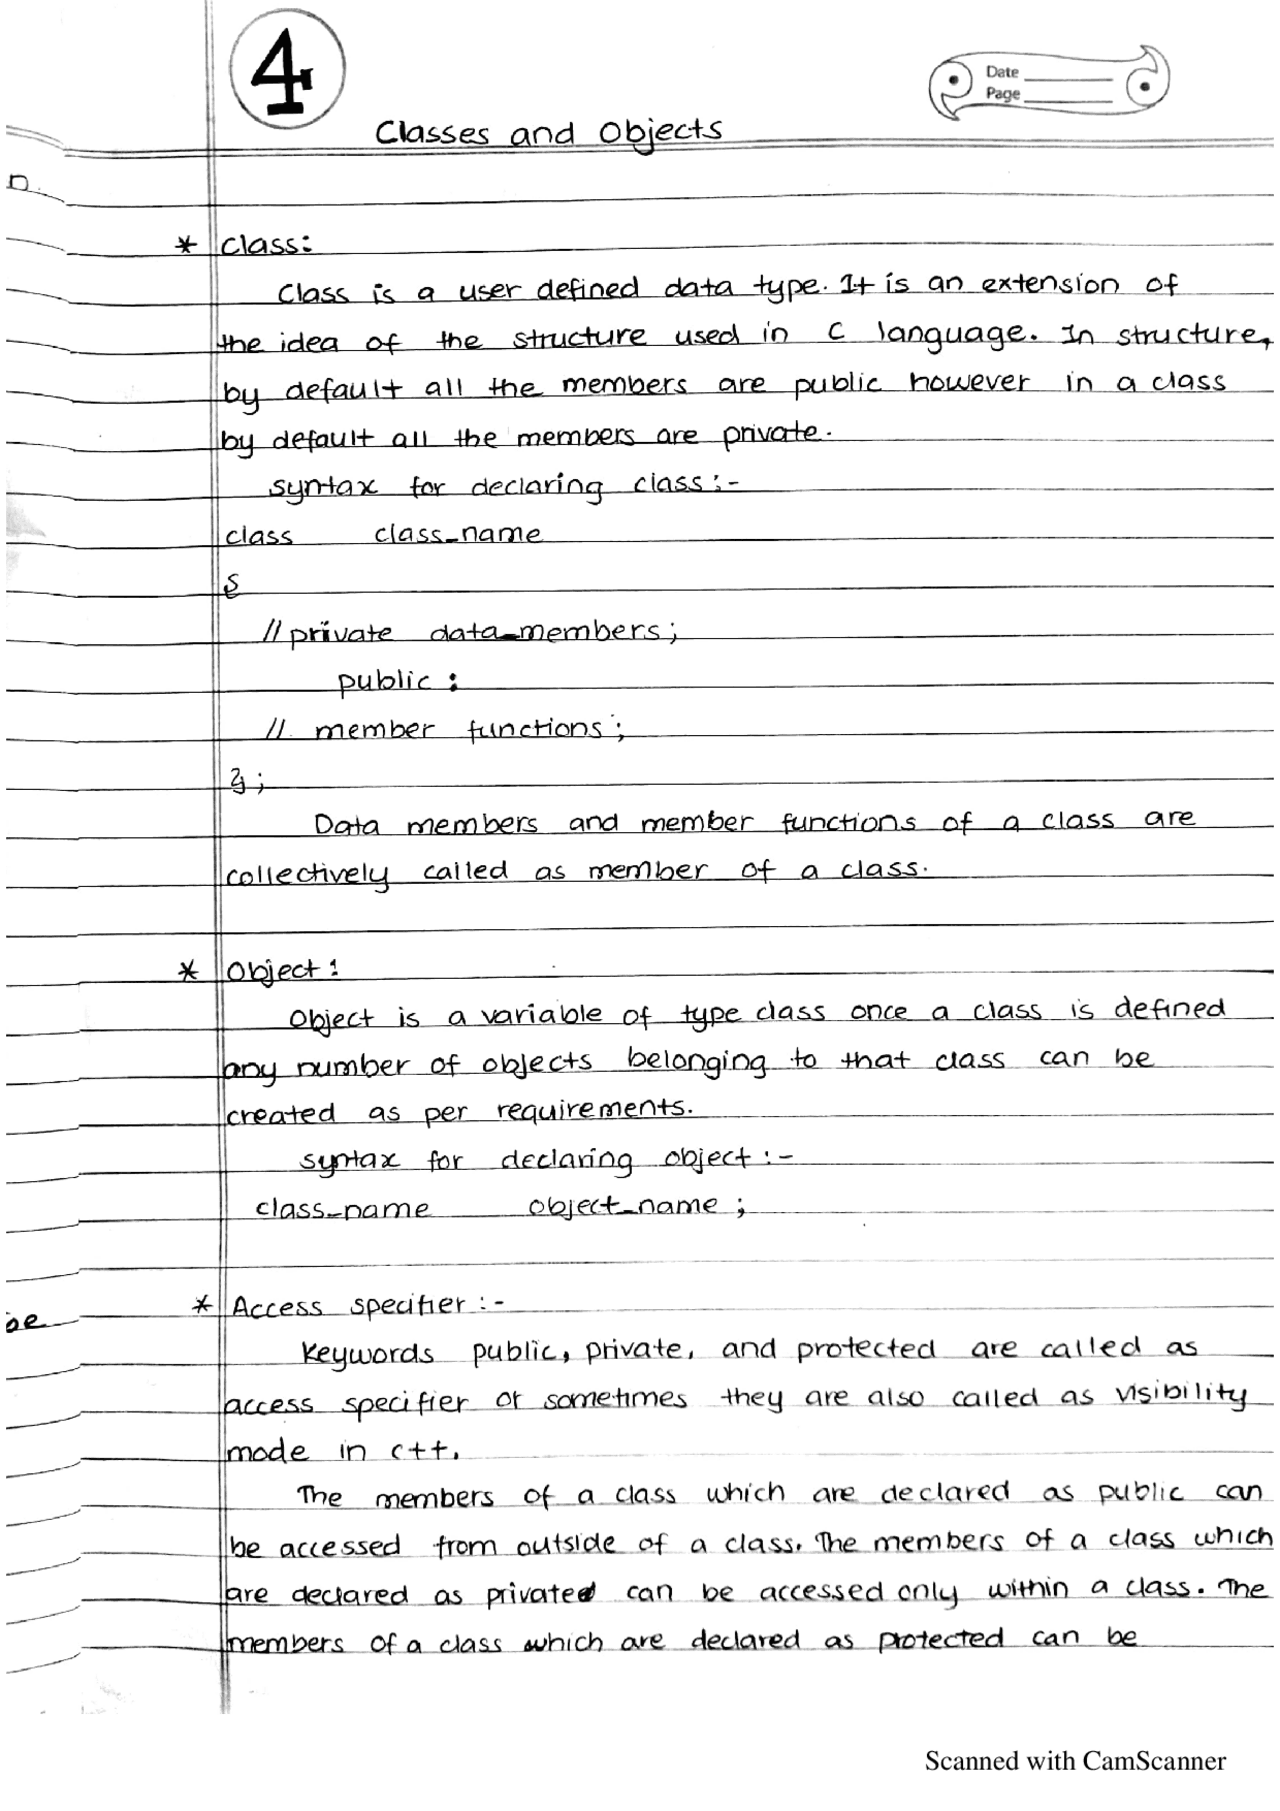 4
Date
Page
Classes and Objects
n.
* Class:
Class is a user defined data type. It is an extension of
the idea of the structure used in C language. In structure,
by default all the members are public however in a class
by default all the members are private.
syntax for declaring class:-
class class_name
{
//private data_members;
public:
// member functions;
};
Data members and member functions of a class are
collectively called as member of a class.
* Object:
Object is a variable of type class once a class is defined
any number of objects belonging to that class can be
created as per requirements.
syntax for declaring object:-
class_name object_name;
* Access specifier:-
Keywords public, private, and protected are called as
be
access specifier or sometimes they are also called as visibility
mode in c++.
The members of a class which are declared as public can
be accessed from outside of a class. The members of a class which
are declared as private can be accessed only within a class. The
members of a class which are declared as protected can be
Scanned with CamScanner